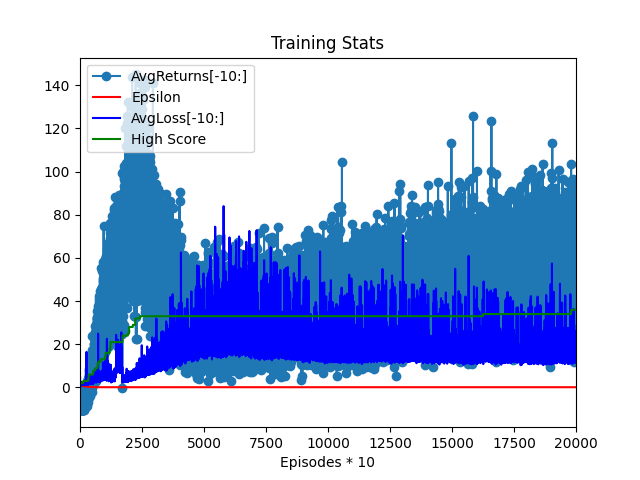 Training Stats
AvgReturns[-10:]
Epsilon
AvgLoss[-10:]
High Score
140
120
100
80
60
40
20
0
0 2500 5000 7500 10000 12500 15000 17500 20000
Episodes * 10